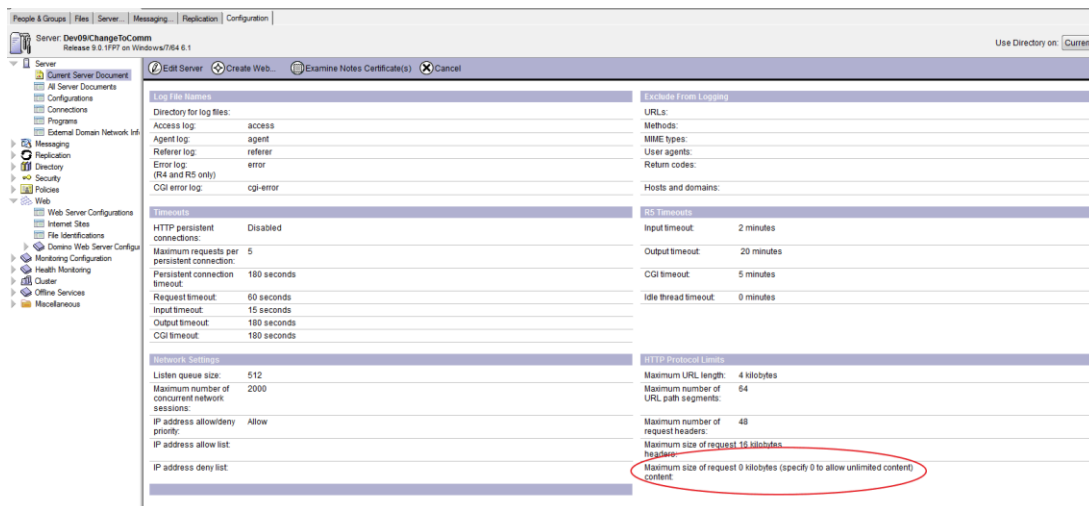 People & Groups Files Server... Messaging... Replication Configuration
Server: Dev09/ChangeToComm
Release 9.0.1FP7 on Windows/7/64 6.1
Use Directory on: Current
Server
Current Server Document
All Server Documents
Configurations
Connections
Programs
External Domain Network Inf
Messaging
Replication
Directory
Security
Policies
Web
Web Server Configurations
Internet Sites
File Identifications
Domino Web Server Configur
Monitoring Configuration
Health Monitoring
Cluster
Offline Services
Miscellaneous
Edit Server Create Web... Examine Notes Certificate(s) Cancel
Log File Names
Directory for log files:
Access log: access
Agent log: agent
Referer log: referer
Error log: error
(R4 and R5 only)
CGI error log: cgi-error
Exclude From Logging
URLs:
Methods:
MIME types:
User agents:
Return codes:
Hosts and domains:
Timeouts
HTTP persistent Disabled
connections:
Maximum requests per 5
persistent connection:
Persistent connection 180 seconds
timeout:
Request timeout: 60 seconds
Input timeout: 15 seconds
Output timeout: 180 seconds
CGI timeout: 180 seconds
R5 Timeouts
Input timeout: 2 minutes
Output timeout: 20 minutes
CGI timeout: 5 minutes
Idle thread timeout: 0 minutes
Network Settings
Listen queue size: 512
Maximum number of 2000
concurrent network
sessions:
IP address allow/deny Allow
priority:
IP address allow list:
IP address deny list:
HTTP Protocol Limits
Maximum URL length: 4 kilobytes
Maximum number of 64
URL path segments:
Maximum number of 48
request headers:
Maximum size of request 16 kilobytes
headers:
Maximum size of request 0 kilobytes (specify 0 to allow unlimited content)
content: